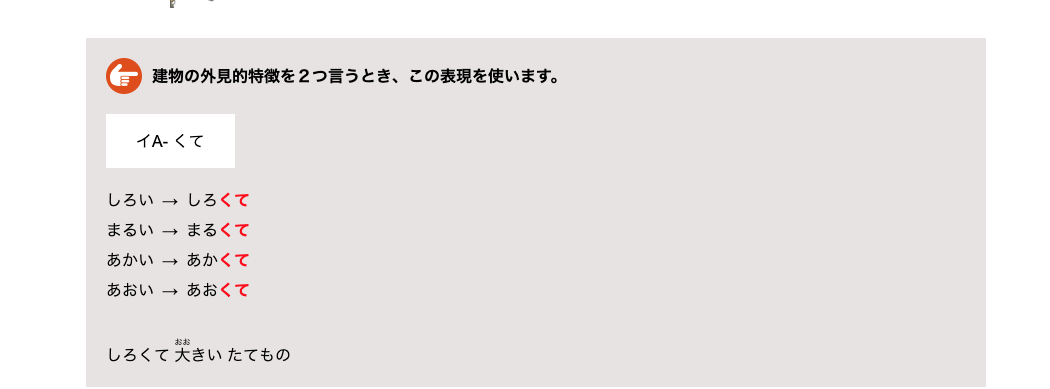 建物の外見的特徴を２つ言うとき、この表現を使います。
イA- くて
しろい → しろくて
まるい → まるくて
あかい → あかくて
あおい → あおくて
おお
しろくて 大きい たてもの